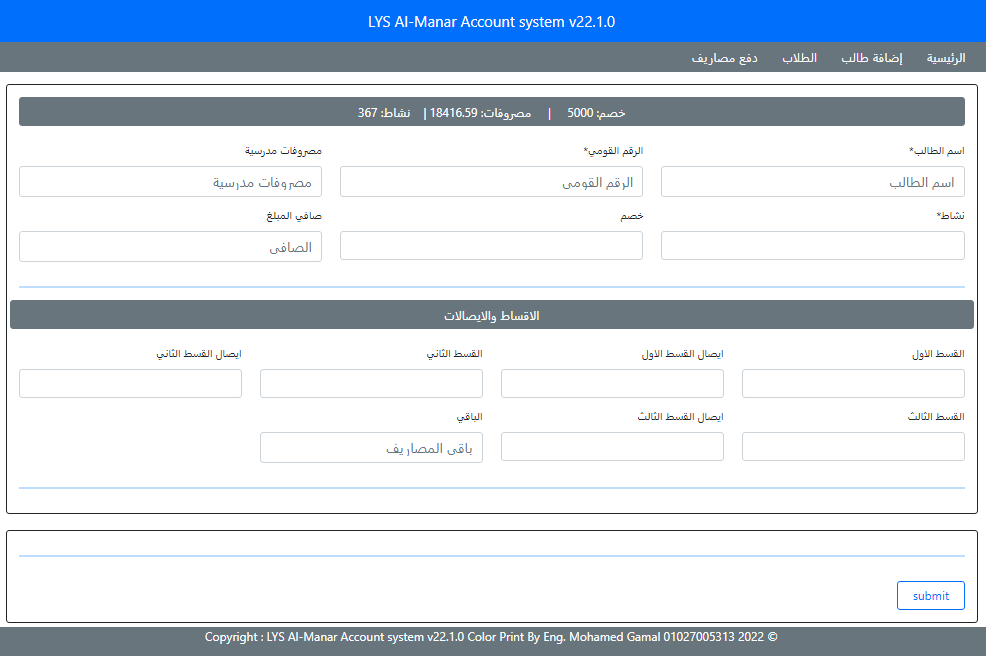 LYS Al-Manar Account system v22.1.0
الرئيسية إضافة طالب الطلاب دفع مصاريف
خصم: 5000 | مصروفات: 18416.59 | نشاط: 367
اسم الطالب* الرقم القومي* مصروفات مدرسية
اسم الطالب الرقم القومى مصروفات مدرسية
نشاط* خصم صافي المبلغ
الصافى
الاقساط والايصالات
القسط الاول ايصال القسط الاول القسط الثاني ايصال القسط الثاني
القسط الثالث ايصال القسط الثالث الباقي
باقى المصاريف
submit
Copyright : LYS Al-Manar Account system v22.1.0 Color Print By Eng. Mohamed Gamal 01027005313 2022 ©